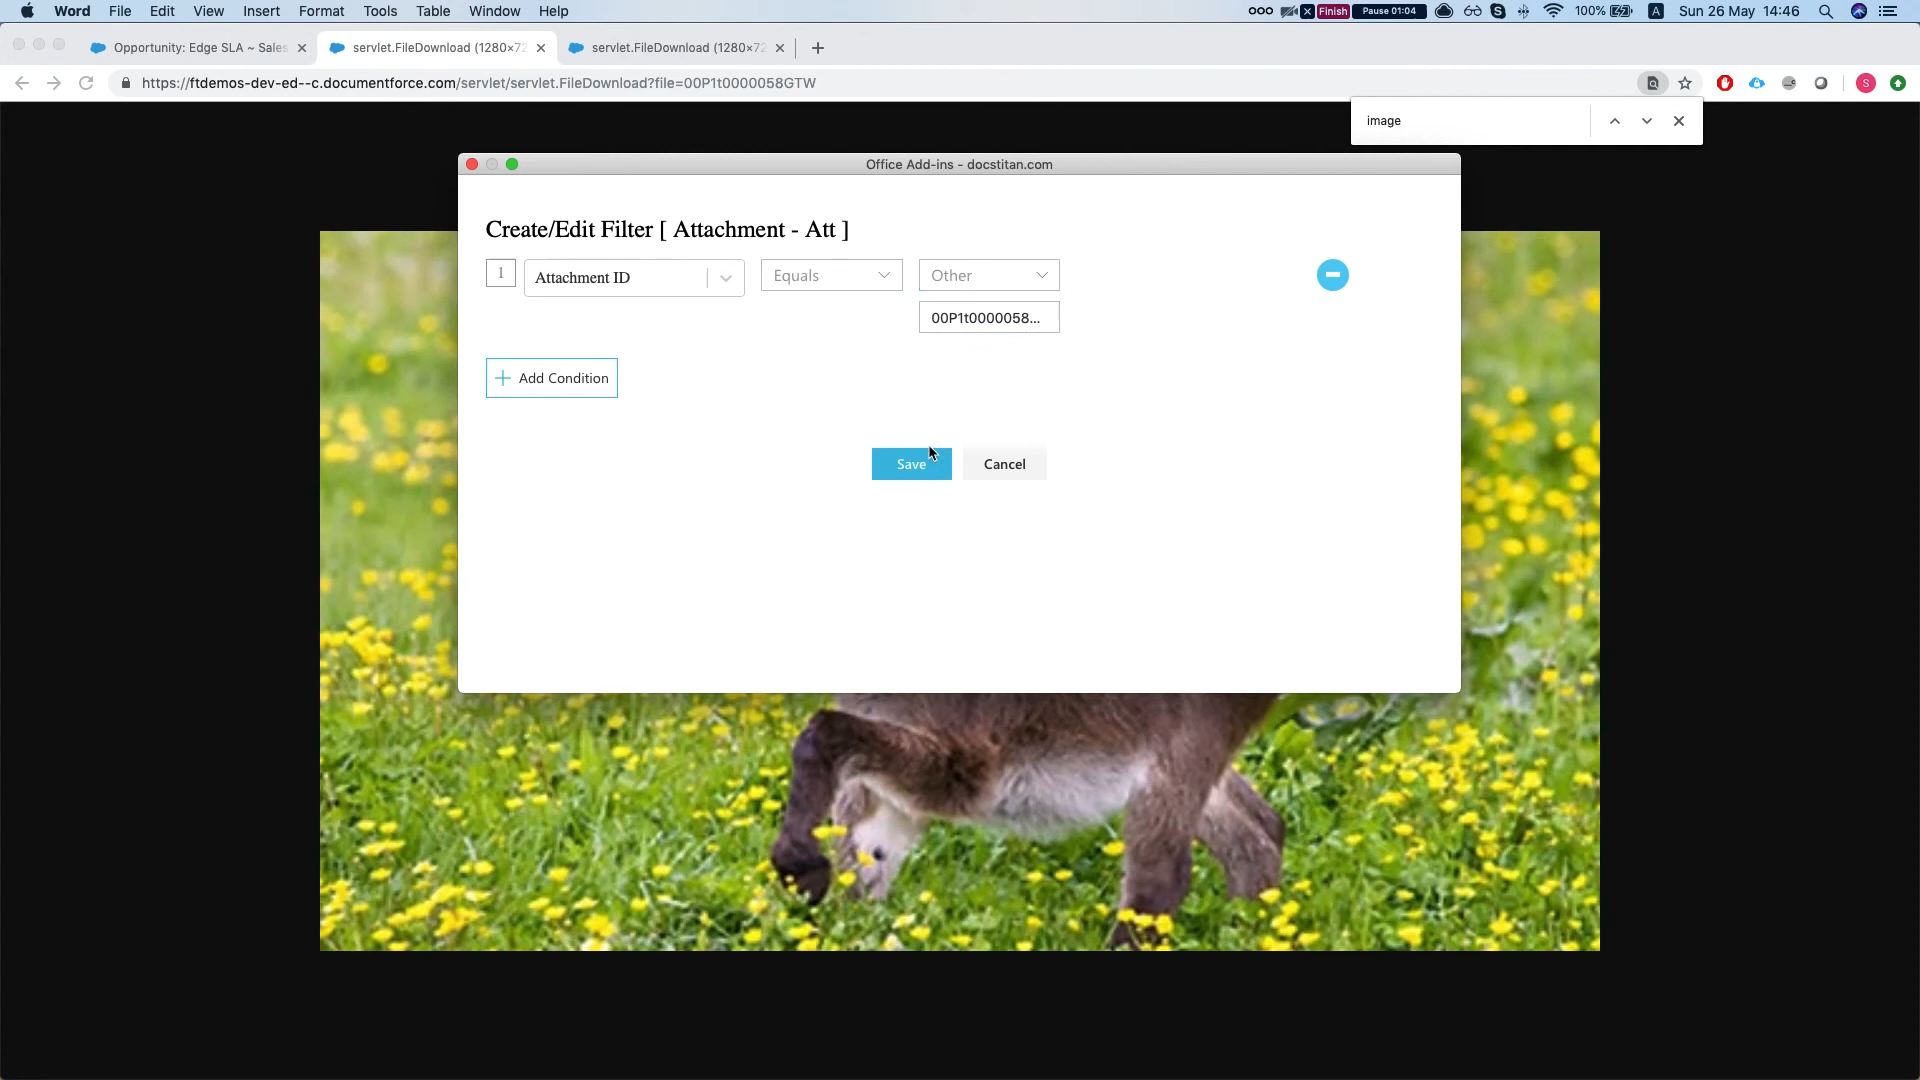 Word File Edit View Insert Format Tools Table Window Help Finish Pause 01:04 100% A Sun 26 May 14:46
Opportunity: Edge SLA ~ Sales servlet.FileDownload (1280×72 servlet.FileDownload (1280×72
https://ftdemos-dev-ed--c.documentforce.com/servlet/servlet.FileDownload?file=00P1t0000058GTW S
image
Office Add-ins - docstitan.com
Create/Edit Filter [ Attachment - Att ]
1 Attachment ID Equals Other
00P1t0000058...
Add Condition
Save Cancel